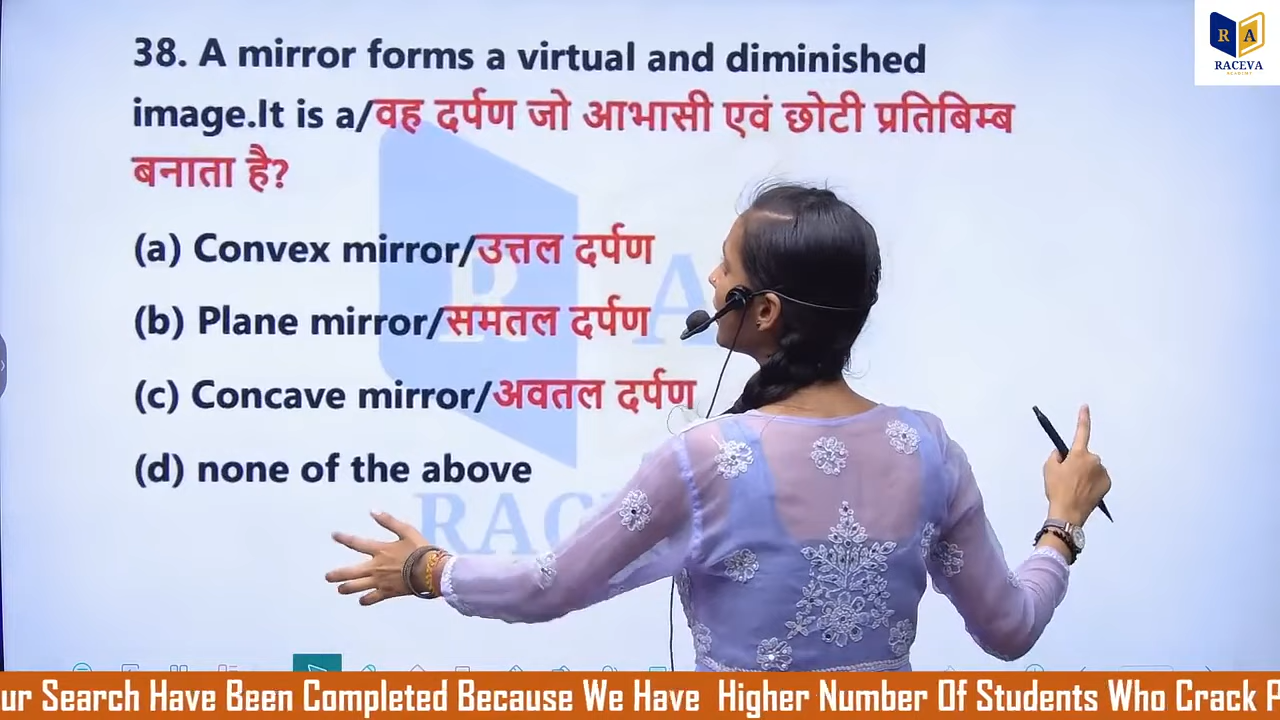 38. A mirror forms a virtual and diminished
image.It is a/वह दर्पण जो आभासी एवं छोटी प्रतिबिम्ब
बनाता है?
(a) Convex mirror/उत्तल दर्पण
(b) Plane mirror/समतल दर्पण
(c) Concave mirror/अवतल दर्पण
(d) none of the above
R A
RACEVA
ACADEMY
R A
ur Search Have Been Completed Because We Have Higher Number Of Students Who Crack